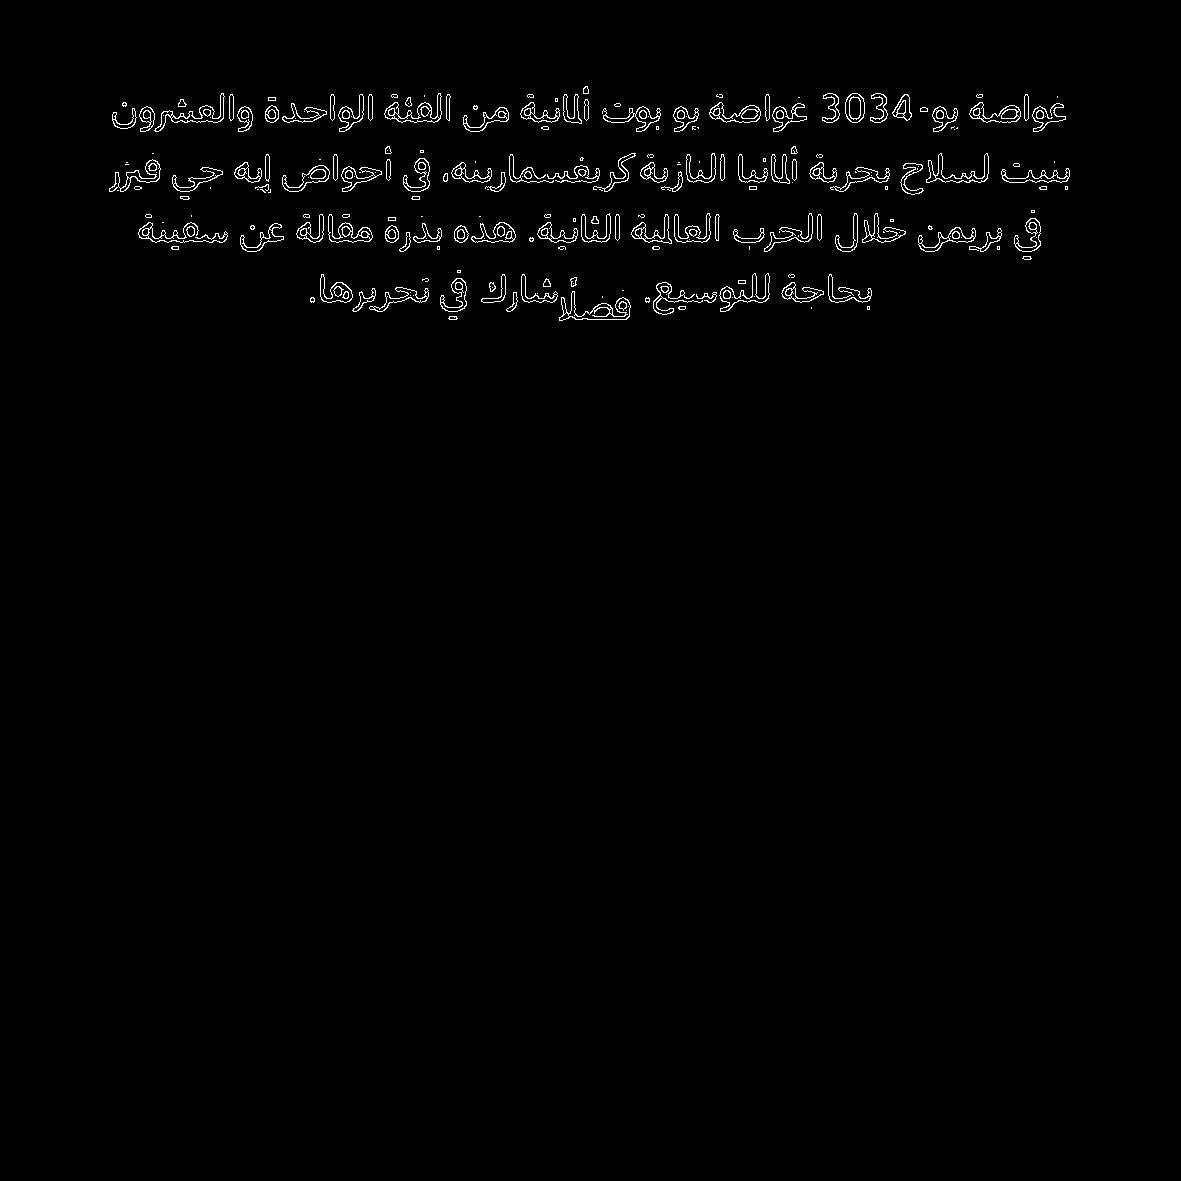 غواصة يو-3034 غواصة يو بوت ألمانية من الفئة الواحدة والعشرون
بنيت لسلاح بحرية ألمانيا النازية كريغسمارينه، في أحواض إيه جي فيزر
في بريمن خلال الحرب العالمية الثانية. هذه بذرة مقالة عن سفينة
بحاجة للتوسيع. فضلًا شارك في تحريرها.